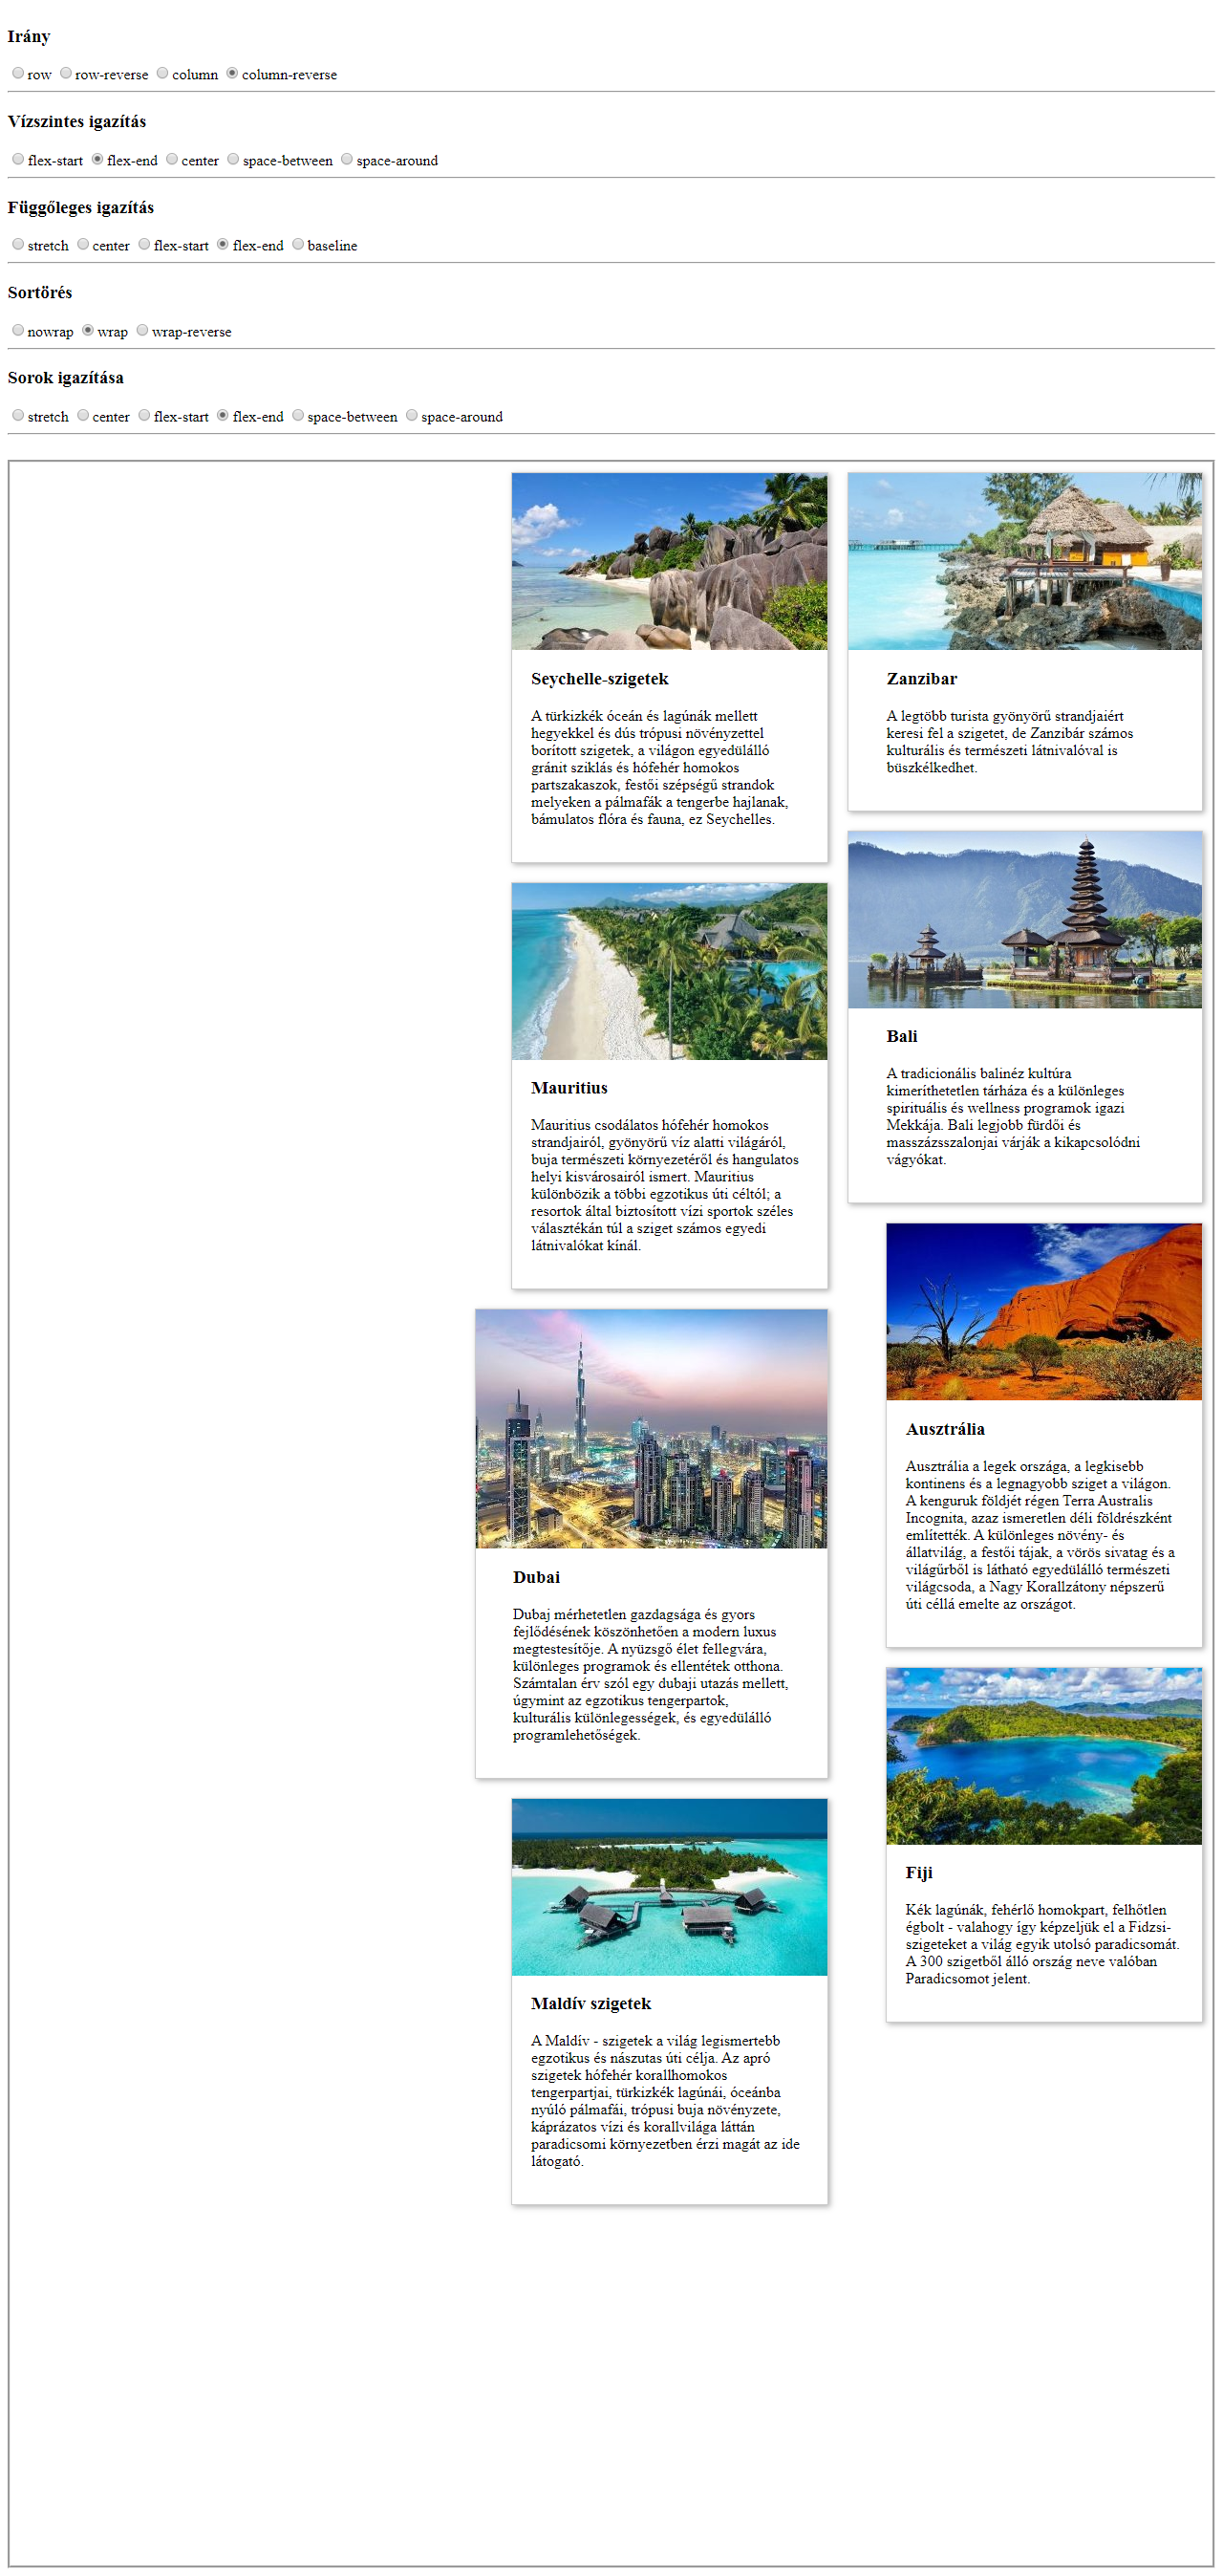 Irány
row row-reverse column column-reverse
Vízszintes igazítás
flex-start flex-end center space-between space-around
Függőleges igazítás
stretch center flex-start flex-end baseline
Sortörés
nowrap wrap wrap-reverse
Sorok igazítása
stretch center flex-start flex-end space-between space-around
Seychelle-szigetek
A türkizkék óceán és lagúnák mellett
hegyekkel és dús trópusi növényzettel
borított szigetek, a világon egyedülálló
gránit sziklás és hófehér homokos
partszakaszok, festői szépségű strandok
melyeken a pálmafák a tengerbe hajlanak,
bámulatos flóra és fauna, ez Seychelles.
Mauritius
Mauritius csodálatos hófehér homokos
strandjairól, gyönyörű víz alatti világáról,
buja természeti környezetéről és hangulatos
helyi kisvárosairól ismert. Mauritius
különbözik a többi egzotikus úti céltól; a
resortok által biztosított vízi sportok széles
választékán túl a sziget számos egyedi
látnivalókat kínál.
Dubai
Dubaj mérhetetlen gazdagsága és gyors
fejlődésének köszönhetően a modern luxus
megtestesítője. A nyüzsgő élet fellegvára,
különleges programok és ellentétek otthona.
Számtalan érv szól egy dubaji utazás mellett,
úgymint az egzotikus tengerpartok,
kulturális különlegességek, és egyedülálló
programlehetőségek.
Maldív szigetek
A Maldív - szigetek a világ legismertebb
egzotikus és nászutas úti célja. Az apró
szigetek hófehér korallhomokos
tengerpartjai, türkizkék lagúnái, óceánba
nyúló pálmafái, trópusi buja növényzete,
káprázatos vízi és korallvilága láttán
paradicsomi környezetben érzi magát az ide
látogató.
Zanzibar
A legtöbb turista gyönyörű strandjaiért
keresi fel a szigetet, de Zanzibár számos
kulturális és természeti látnivalóval is
büszkélkedhet.
Bali
A tradicionális balinéz kultúra
kimeríthetetlen tárháza és a különleges
spirituális és wellness programok igazi
Mekkája. Bali legjobb fürdői és
masszázsszalonjai várják a kikapcsolódni
vágyókat.
Ausztrália
Ausztrália a legek országa, a legkisebb
kontinens és a legnagyobb sziget a világon.
A kenguruk földjét régen Terra Australis
Incognita, azaz ismeretlen déli földrészként
említették. A különleges növény- és
állatvilág, a festői tájak, a vörös sivatag és a
világűrből is látható egyedülálló természeti
világcsoda, a Nagy Korallzátony népszerű
úti céllá emelte az országot.
Fiji
Kék lagúnák, fehérlő homokpart, felhőtlen
égbolt - valahogy így képzeljük el a Fidzsi-
szigeteket a világ egyik utolsó paradicsomát.
A 300 szigetből álló ország neve valóban
Paradicsomot jelent.